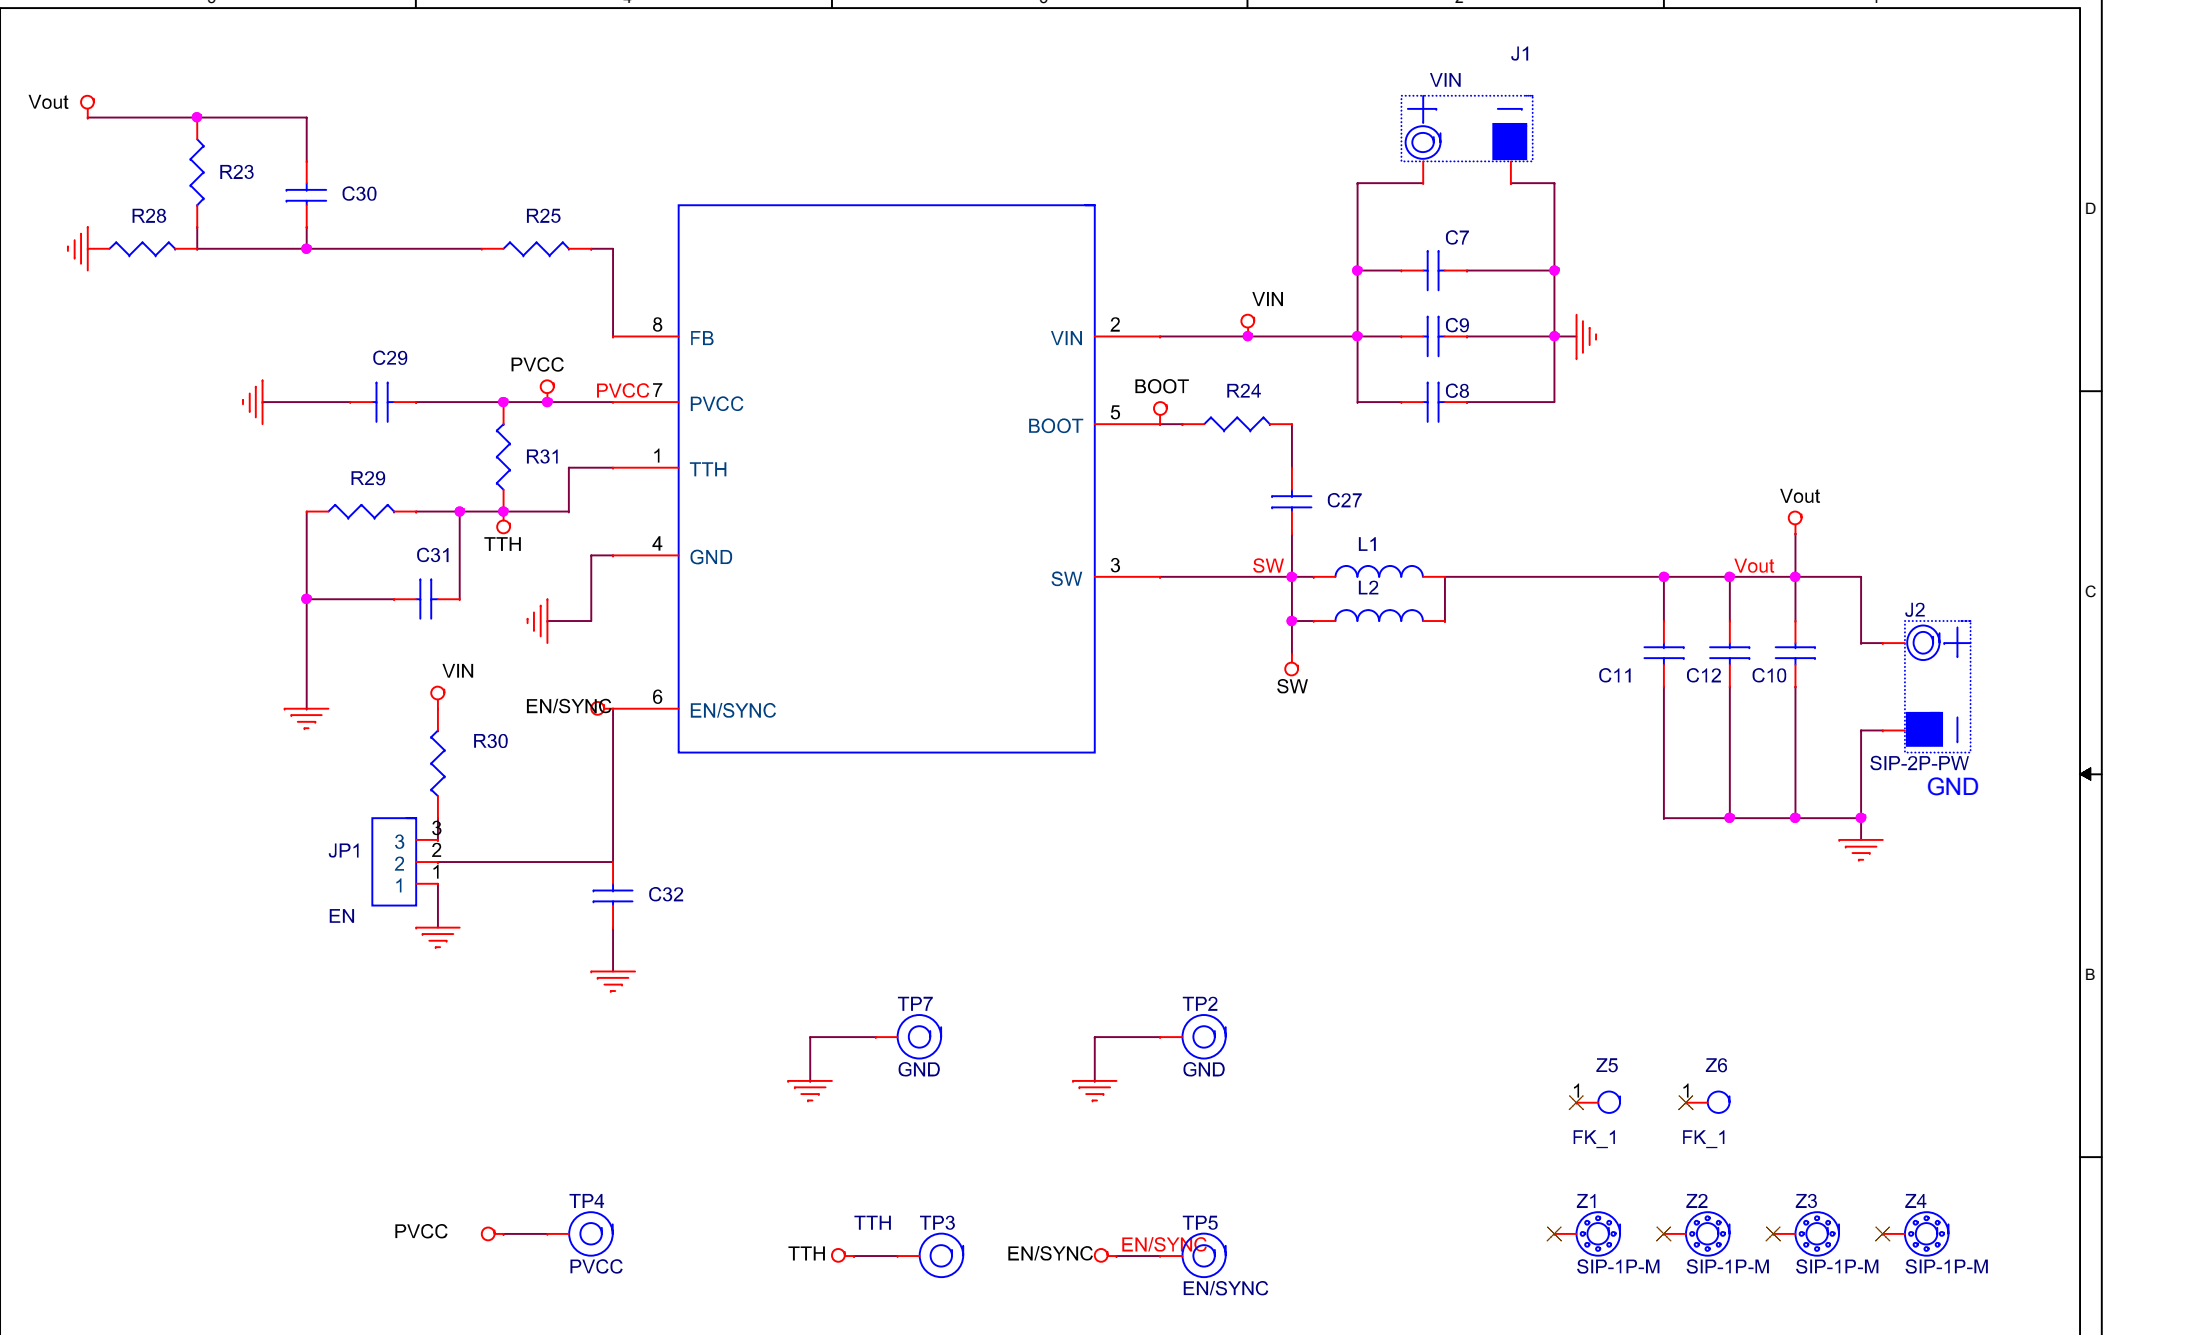 4
2
J1
VIN
Vout
R23
C30
R28
R25
D
C7
8
FB
VIN
2
VIN
C9
C29
PVCC
PVCC
7
PVCC
BOOT
R24
C8
5
BOOT
R31
1
TTH
R29
C27
Vout
TTH
C31
4
GND
SW
3
SW
L1
L2
Vout
C
J2
SW
C11
C12
C10
VIN
EN/SYNC
6
EN/SYNC
R30
SIP-2P-PW
GND
JP1
3
3
2
2
1
1
EN
C32
B
TP7
GND
TP2
GND
Z5
1
FK_1
Z6
1
FK_1
PVCC
TP4
PVCC
TTH
TTH
TP3
EN/SYNC
EN/SYNC
TP5
EN/SYNC
Z1
SIP-1P-M
Z2
SIP-1P-M
Z3
SIP-1P-M
Z4
SIP-1P-M